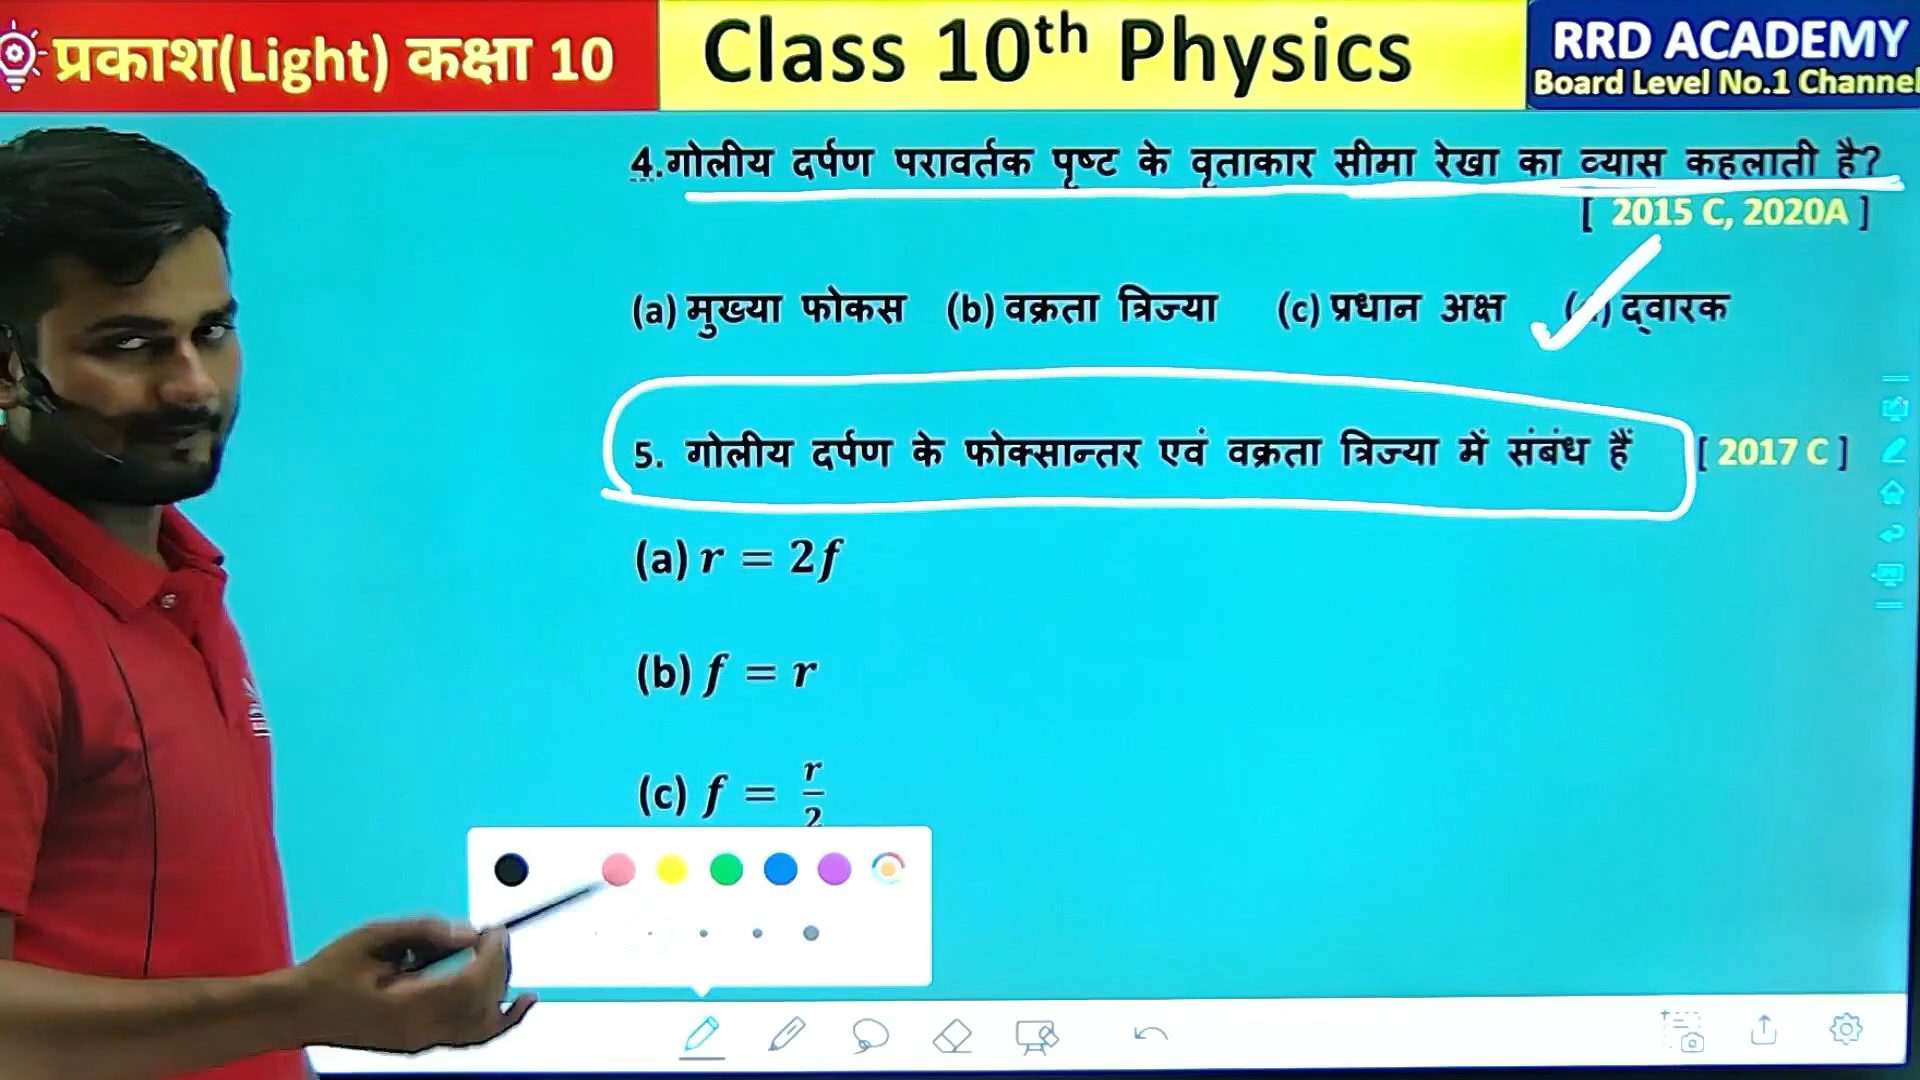 प्रकाश(Light) कक्षा 10
Class 10th Physics
RRD ACADEMY
Board Level No.1 Channel
4.गोलीय दर्पण परावर्तक पृष्ट के वृताकार सीमा रेखा का व्यास कहलाती है?
[ 2015 C, 2020A ]
(a) मुख्या फोकस (b) वक्रता त्रिज्या (c) प्रधान अक्ष ) द्वारक
5. गोलीय दर्पण के फोक्सान्तर एवं वक्रता त्रिज्या में संबंध हैं [ 2017 C ]
(a) r = 2f
(b) f = r
(c) f = r/2